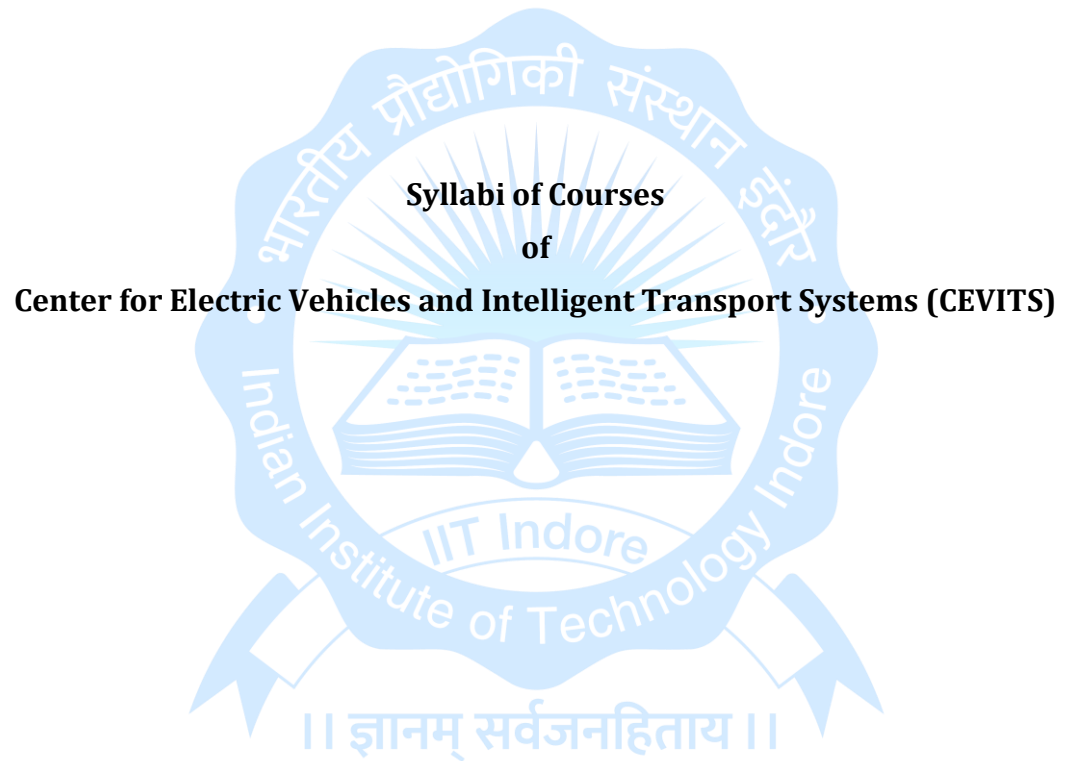 भारतीय प्रौद्योगिकी संस्थान इंदौर
Syllabi of Courses
of
Center for Electric Vehicles and Intelligent Transport Systems (CEVITS)
IIT Indore
Indian Institute of Technology Indore
।। ज्ञानम् सर्वजनहिताय ।।